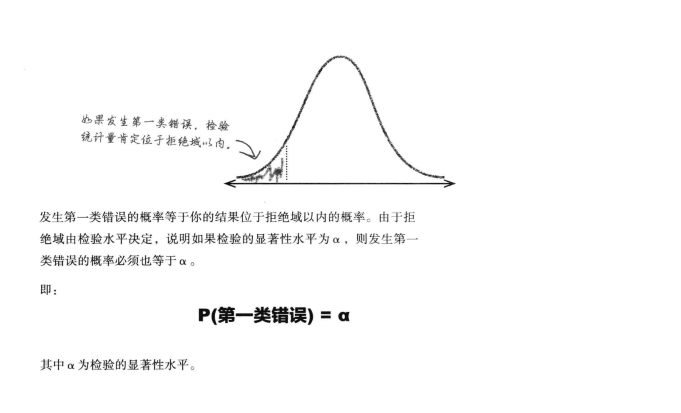 如果发生第一类错误，检验
统计量肯定位于拒绝域以内。
发生第一类错误的概率等于你的结果位于拒绝域以内的概率。由于拒
绝域由检验水平决定，说明如果检验的显著性水平为 α ，则发生第一
类错误的概率必须也等于 α 。
即：
P(第一类错误) = α
其中 α 为检验的显著性水平。